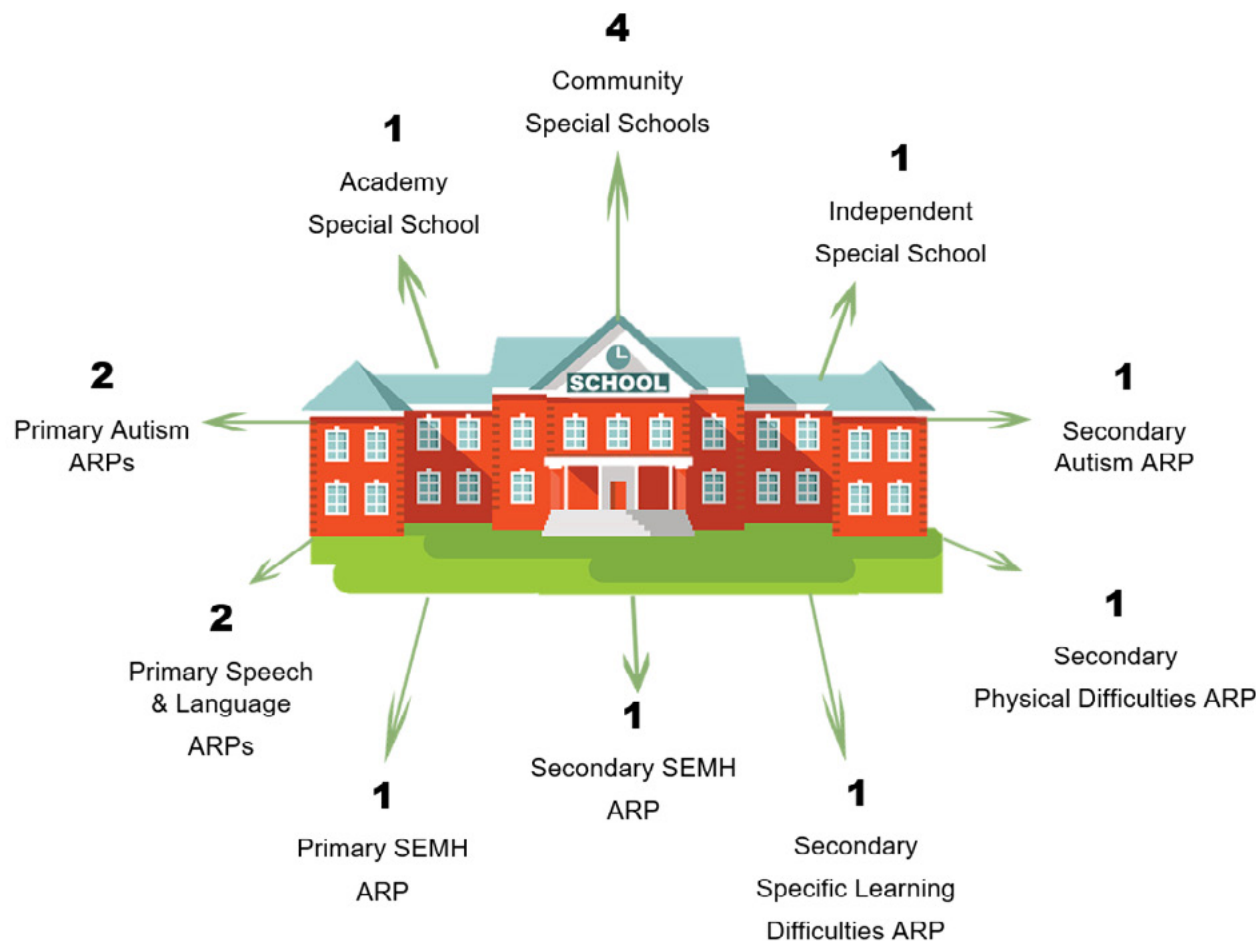 4
Community
Special Schools
1
Academy
Special School
1
Independent
Special School
SCHOOL
2
Primary Autism
ARPs
1
Secondary
Autism ARP
2
Primary Speech
& Language
ARPs
1
Secondary
Physical Difficulties ARP
1
Primary SEMH
ARP
1
Secondary SEMH
ARP
1
Secondary
Specific Learning
Difficulties ARP